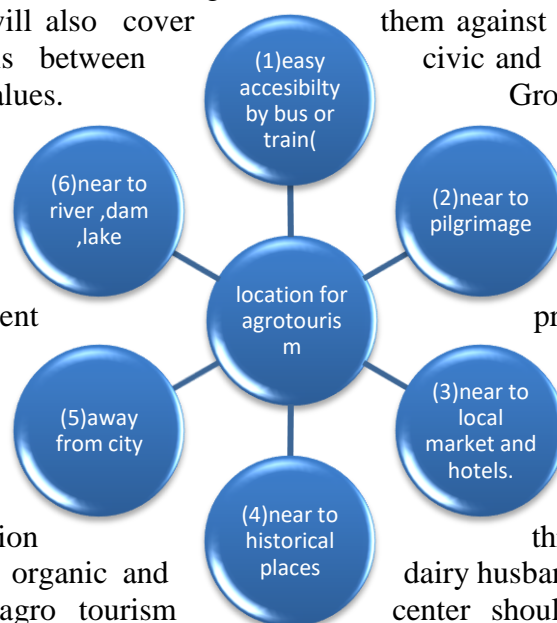 will also cover
them against
s between
civic and
alues.
Gro
(1)easy
accesibilty
by bus or
train(
(6)near to
river ,dam
,lake
(2)near to
pilgrimage
location for
agrotouris
m
ent
pr
(5)away
from city
(3)near to
local
market and
hotels.
(4)near to
historical
places
ion
th
organic and
dairy husban
agro tourism
center shoul